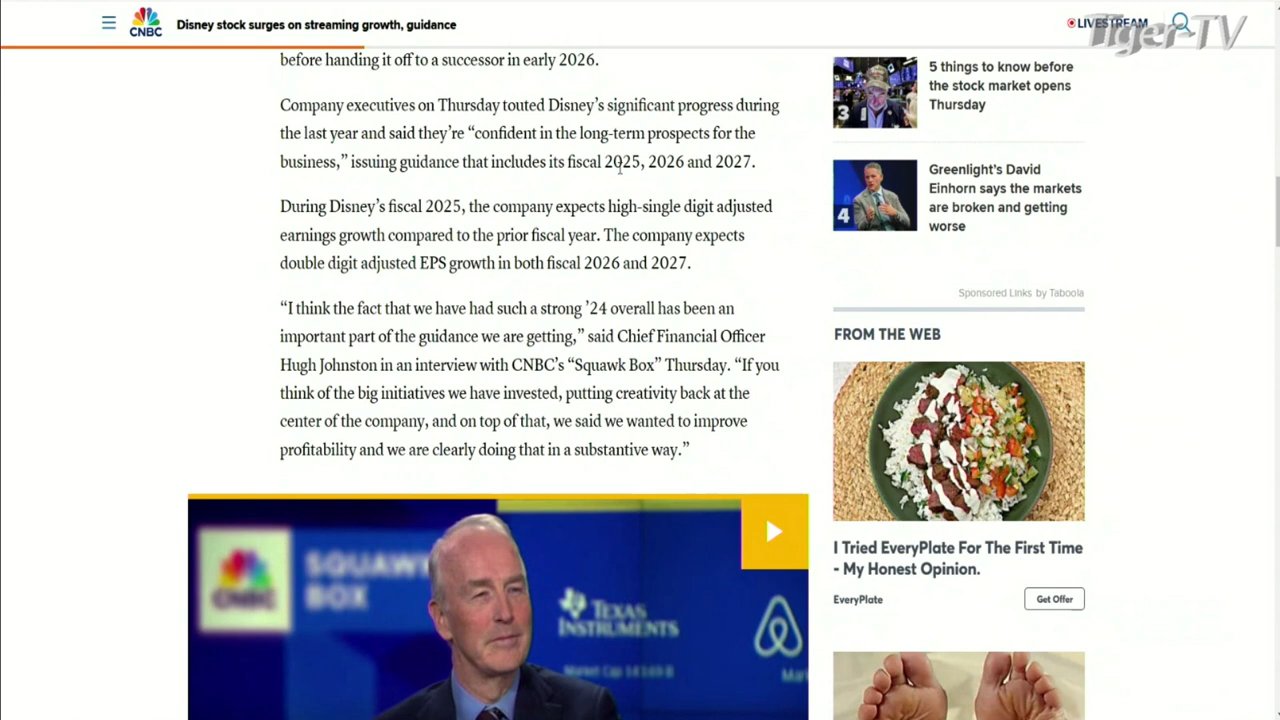 CNBC
Disney stock surges on streaming growth, guidance
LIVESTREAM
Tiger-TV
before handing it off to a successor in early 2026.
Company executives on Thursday touted Disney's significant progress during
the last year and said they're “confident in the long-term prospects for the
business,” issuing guidance that includes its fiscal 2025, 2026 and 2027.
During Disney's fiscal 2025, the company expects high-single digit adjusted
earnings growth compared to the prior fiscal year. The company expects
double digit adjusted EPS growth in both fiscal 2026 and 2027.
“I think the fact that we have had such a strong ’24 overall has been an
important part of the guidance we are getting,” said Chief Financial Officer
Hugh Johnston in an interview with CNBC’s “Squawk Box” Thursday. “If you
think of the big initiatives we have invested, putting creativity back at the
center of the company, and on top of that, we said we wanted to improve
profitability and we are clearly doing that in a substantive way.”
CNBC
SQUAWK
BOX
TEXAS
INSTRUMENTS
3
5 things to know before
the stock market opens
Thursday
4
Greenlight's David
Einhorn says the markets
are broken and getting
worse
Sponsored Links by Taboola
FROM THE WEB
I Tried EveryPlate For The First Time
- My Honest Opinion.
EveryPlate
Get Offer